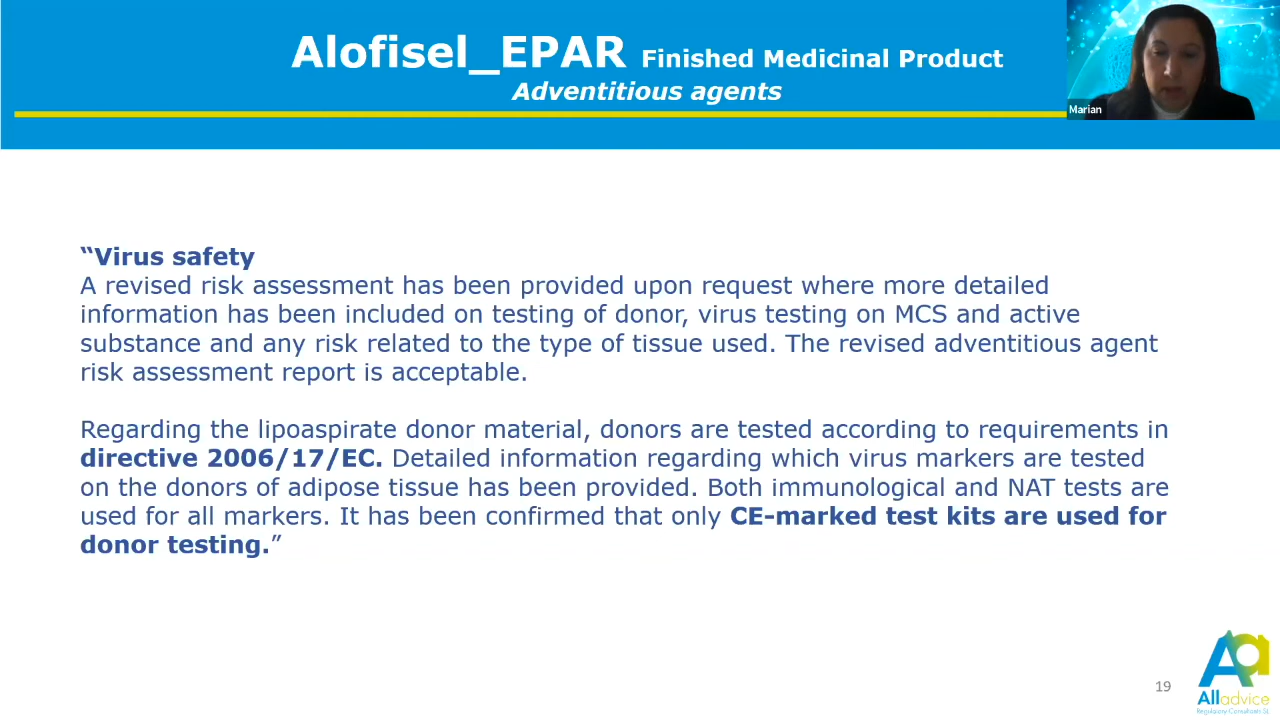 Alofisel_EPAR Finished Medicinal Product
Adventitious agents
Marian
“Virus safety
A revised risk assessment has been provided upon request where more detailed
information has been included on testing of donor, virus testing on MCS and active
substance and any risk related to the type of tissue used. The revised adventitious agent
risk assessment report is acceptable.
Regarding the lipoaspirate donor material, donors are tested according to requirements in
directive 2006/17/EC. Detailed information regarding which virus markers are tested
on the donors of adipose tissue has been provided. Both immunological and NAT tests are
used for all markers. It has been confirmed that only CE-marked test kits are used for
donor testing.”
19
Alladvice
Regulatory Consultants SL